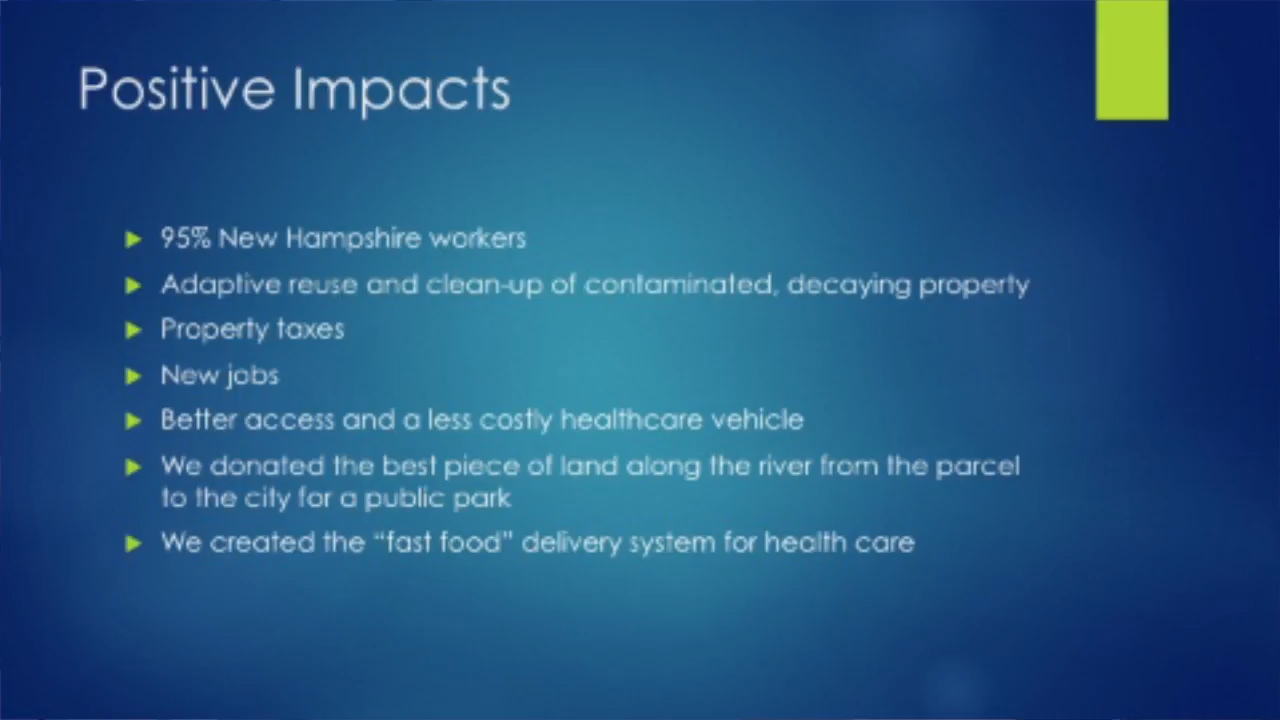 Positive Impacts
95% New Hampshire workers
Adaptive reuse and clean-up of contaminated, decaying property
Property taxes
New jobs
Better access and a less costly healthcare vehicle
We donated the best piece of land along the river from the parcel
to the city for a public park
We created the “fast food” delivery system for health care